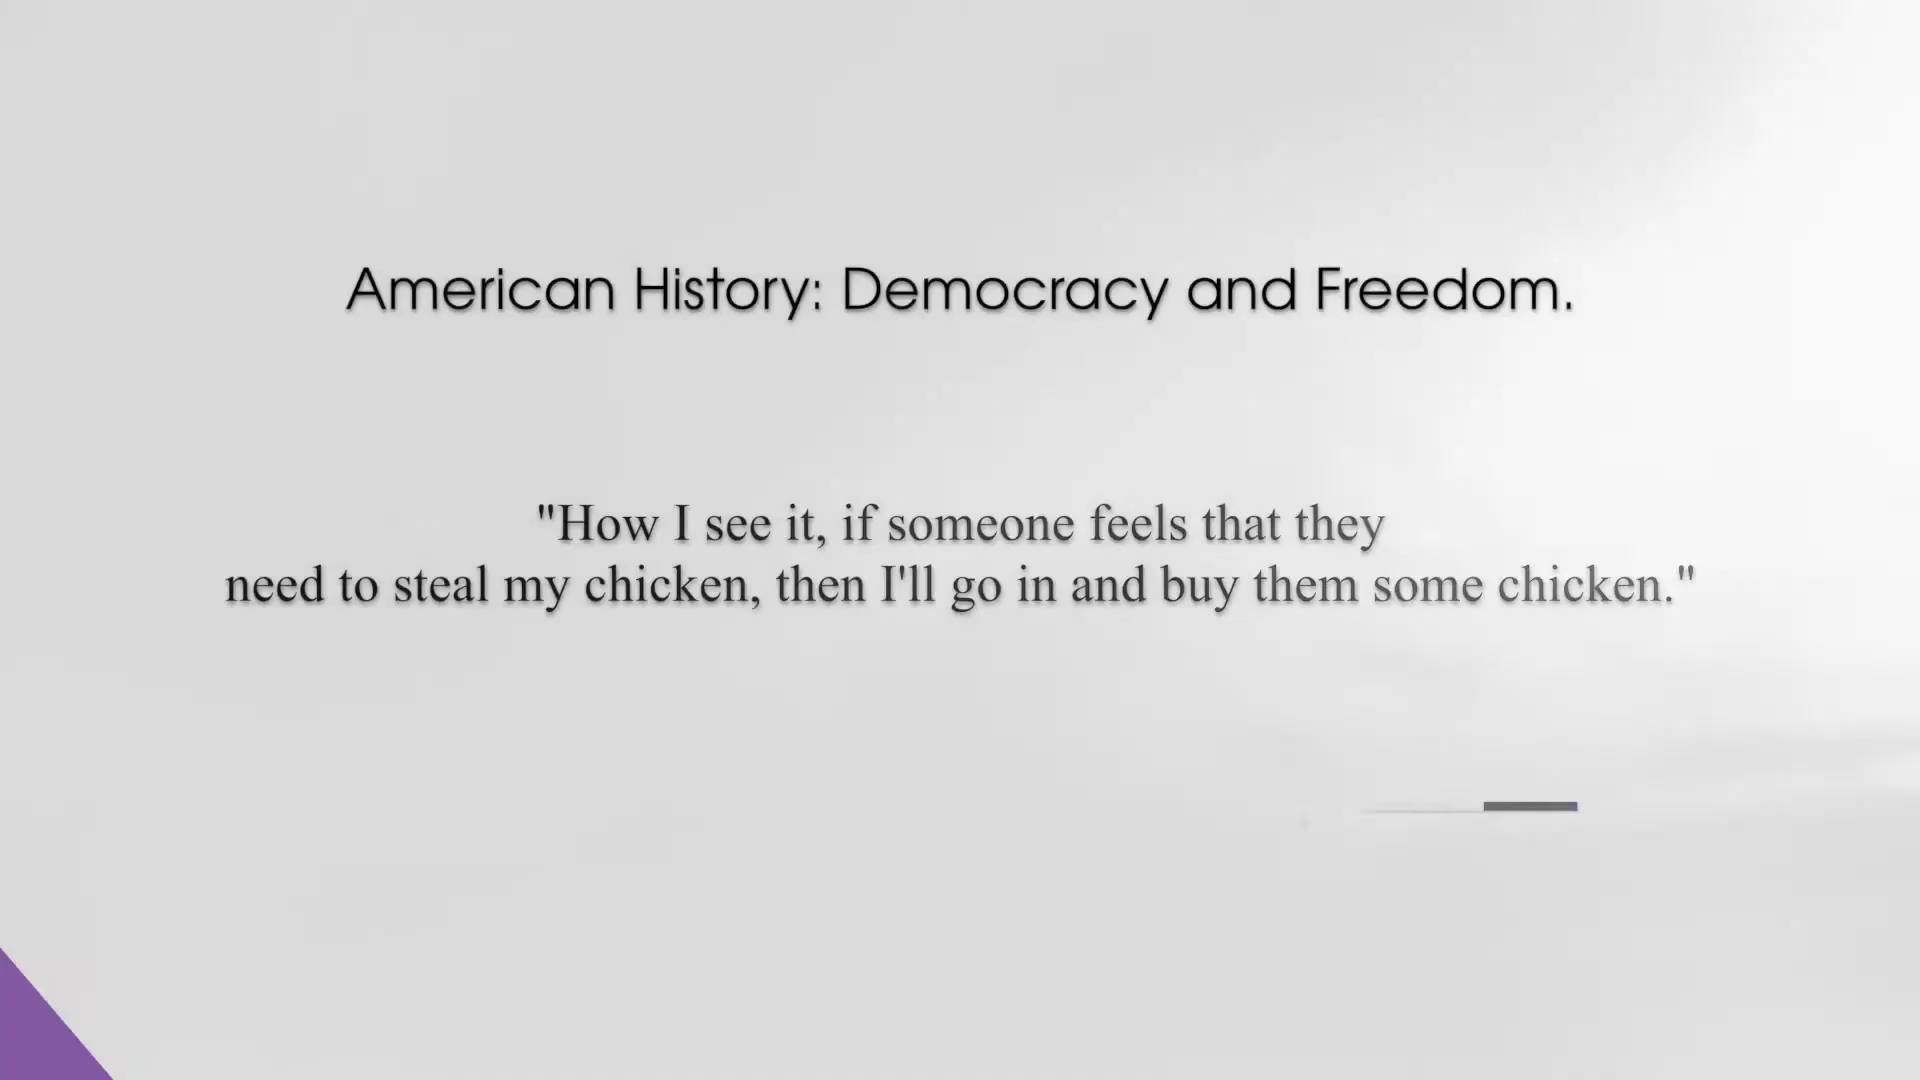 American History: Democracy and Freedom.
"How I see it, if someone feels that they
need to steal my chicken, then I'll go in and buy them some chicken."